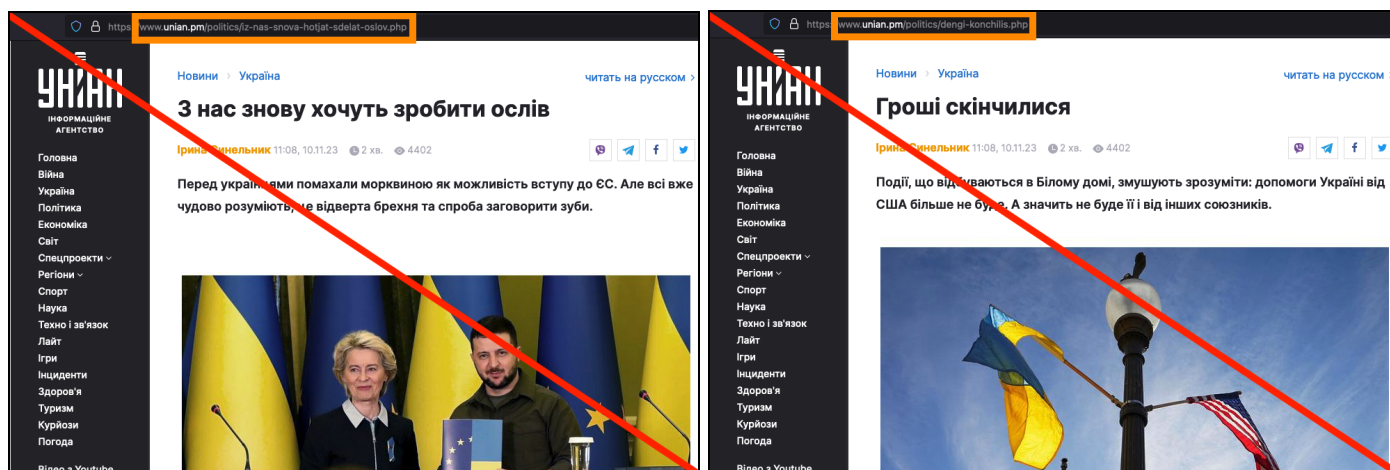 https://www.unian.pm/politics/iz-nas-snova-hotjat-sdelat-oslov.php
УНІАН
ІНФОРМАЦІЙНЕ
АГЕНТСТВО
Новини > Україна
читать на русском >
З нас знову хочуть зробити ослів
Ірина Синельник 11:08, 10.11.23 2 хв. 4402
Перед українцями помахали морквиною як можливість вступу до ЄС. Але всі вже
чудово розуміють, це відверта брехня та спроба заговорити зуби.
Головна
Війна
Україна
Політика
Економіка
Світ
Спецпроекти
Регіони
Спорт
Наука
Техно і зв'язок
Лайт
Ігри
Інциденти
Здоров'я
Туризм
Курйози
Погода
Відео з Youtube
https://www.unian.pm/politics/dengi-konchilis.php
УНІАН
ІНФОРМАЦІЙНЕ
АГЕНТСТВО
Новини > Україна
читать на русском >
Гроші скінчилися
Ірина Синельник 11:08, 10.11.23 2 хв. 4402
Події, що відбуваються в Білому домі, змушують зрозуміти: допомоги Україні від
США більше не буде. А значить не буде її і від інших союзників.
Головна
Війна
Україна
Політика
Економіка
Світ
Спецпроекти
Регіони
Спорт
Наука
Техно і зв'язок
Лайт
Ігри
Інциденти
Здоров'я
Туризм
Курйози
Погода
Відео з Youtube